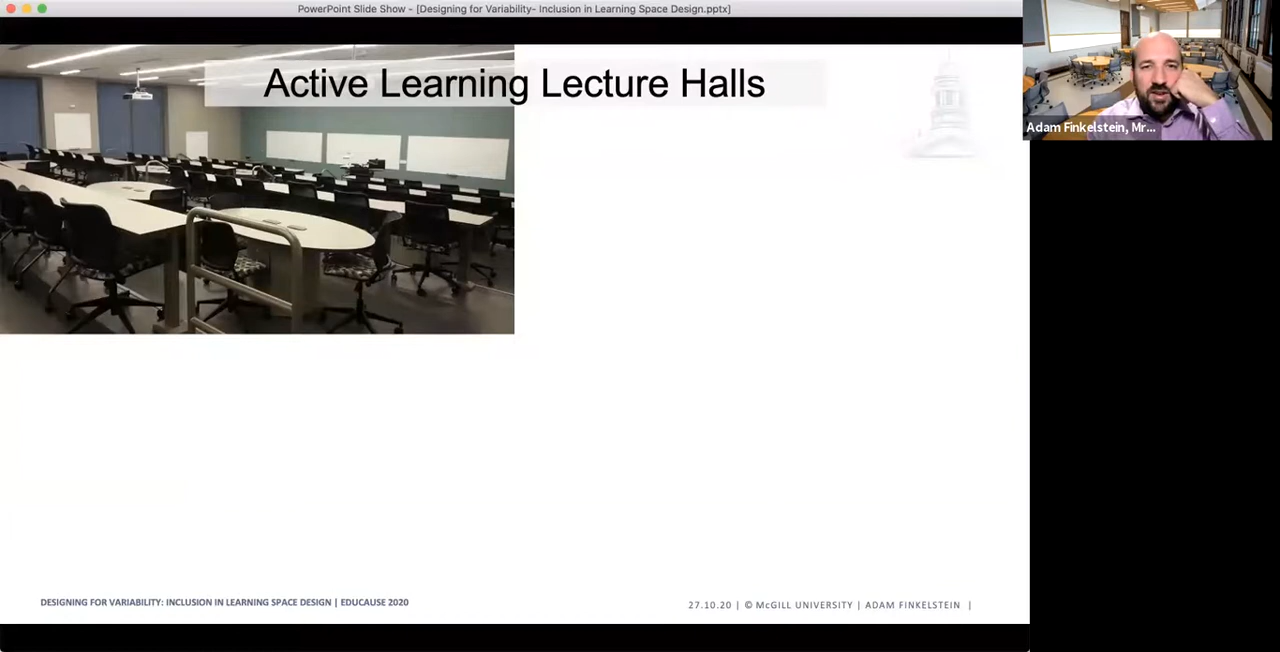 PowerPoint Slide Show - [Designing for Variability- Inclusion in Learning Space Design.pptx]
Active Learning Lecture Halls
Adam Finkelstein, Mr...
DESIGNING FOR VARIABILITY: INCLUSION IN LEARNING SPACE DESIGN | EDUCAUSE 2020
27.10.20 | © McGILL UNIVERSITY | ADAM FINKELSTEIN |